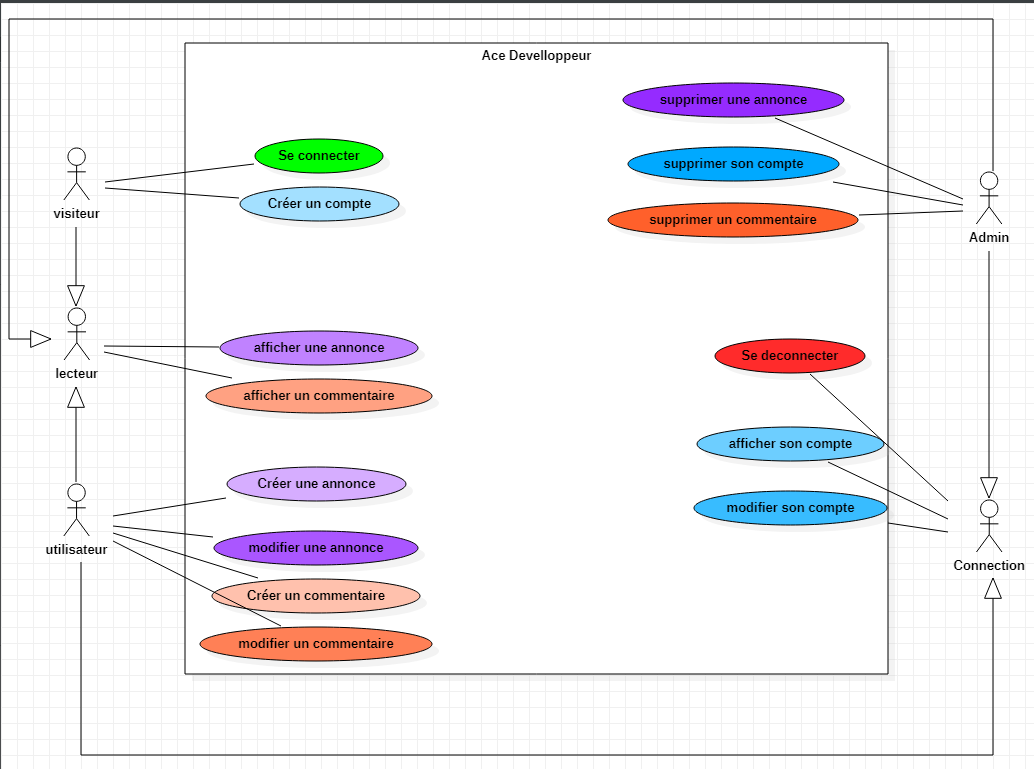 Ace Develloppeur
supprimer une annonce
Se connecter
supprimer son compte
Créer un compte
visiteur
supprimer un commentaire
Admin
afficher une annonce
Se deconnecter
lecteur
afficher un commentaire
afficher son compte
Créer une annonce
modifier son compte
utilisateur
modifier une annonce
Connection
Créer un commentaire
modifier un commentaire